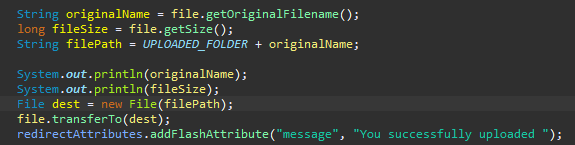 String originalName = file.getOriginalFilename();
long fileSize = file.getSize();
String filePath = UPLOADED_FOLDER + originalName;
System.out.println(originalName);
System.out.println(fileSize);
File dest = new File(filePath);
file.transferTo(dest);
redirectAttributes.addFlashAttribute("message", "You successfully uploaded ");